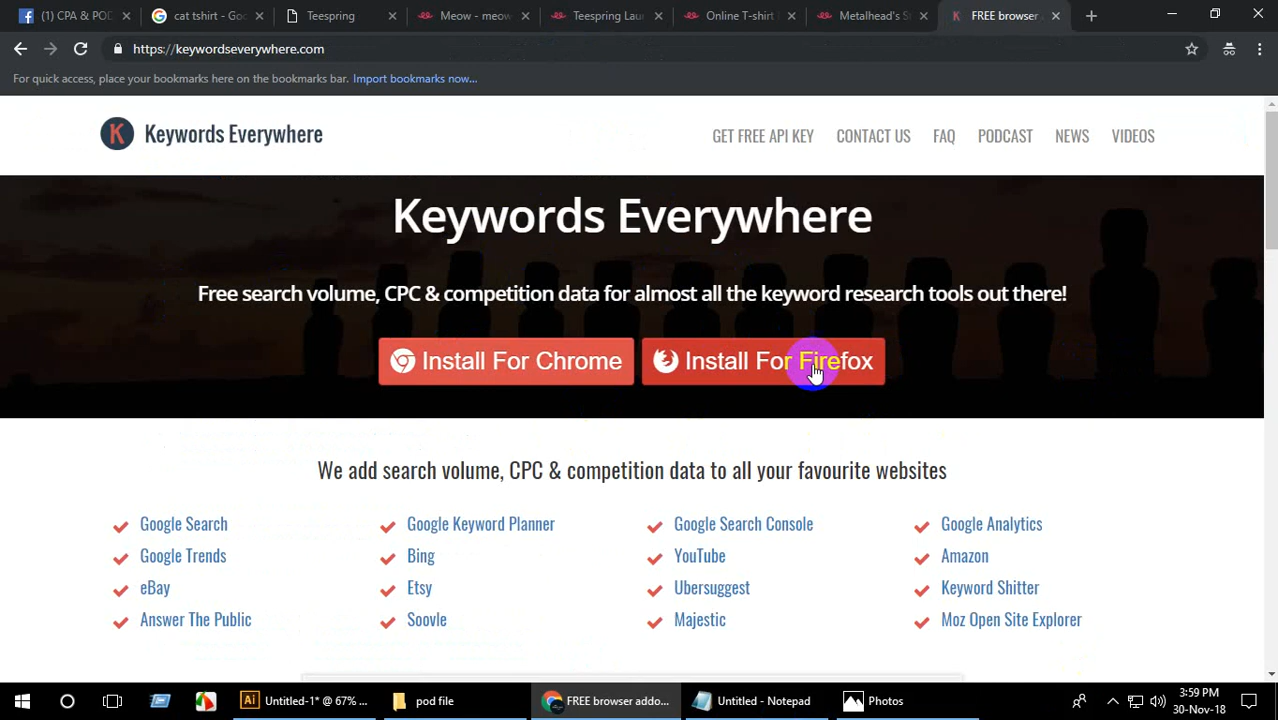 (1) CPA & POD
cat tshirt - Goo
Teespring
Meow - meow
Teespring Lau
Online T-shirt
Metalhead's S
FREE browser
https://keywordseverywhere.com
For quick access, place your bookmarks here on the bookmarks bar. Import bookmarks now...
K Keywords Everywhere
GET FREE API KEY CONTACT US FAQ PODCAST NEWS VIDEOS
Keywords Everywhere
Free search volume, CPC & competition data for almost all the keyword research tools out there!
Install For Chrome Install For Firefox
We add search volume, CPC & competition data to all your favourite websites
Google Search Google Keyword Planner Google Search Console Google Analytics
Google Trends Bing YouTube Amazon
eBay Etsy Ubersuggest Keyword Shitter
Answer The Public Soovle Majestic Moz Open Site Explorer
Ai Untitled-1* @ 67% ... pod file FREE browser addo... Untitled - Notepad Photos
3:59 PM
30-Nov-18